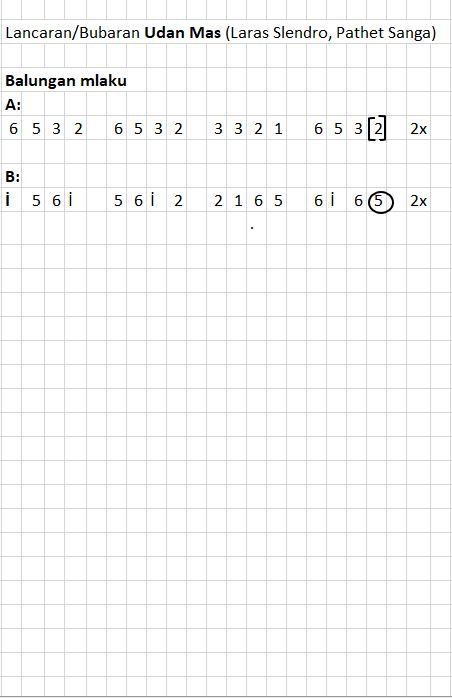 Lancaran/Bubaran Udan Mas (Laras Slendro, Pathet Sanga)
Balungan mlaku
A:
6 5 3 2 6 5 3 2 3 3 2 1 6 5 3 [2] 2x
B:
i 5 6 i 5 6 i 2 2 1 6 5 6 i 6 5 2x
.